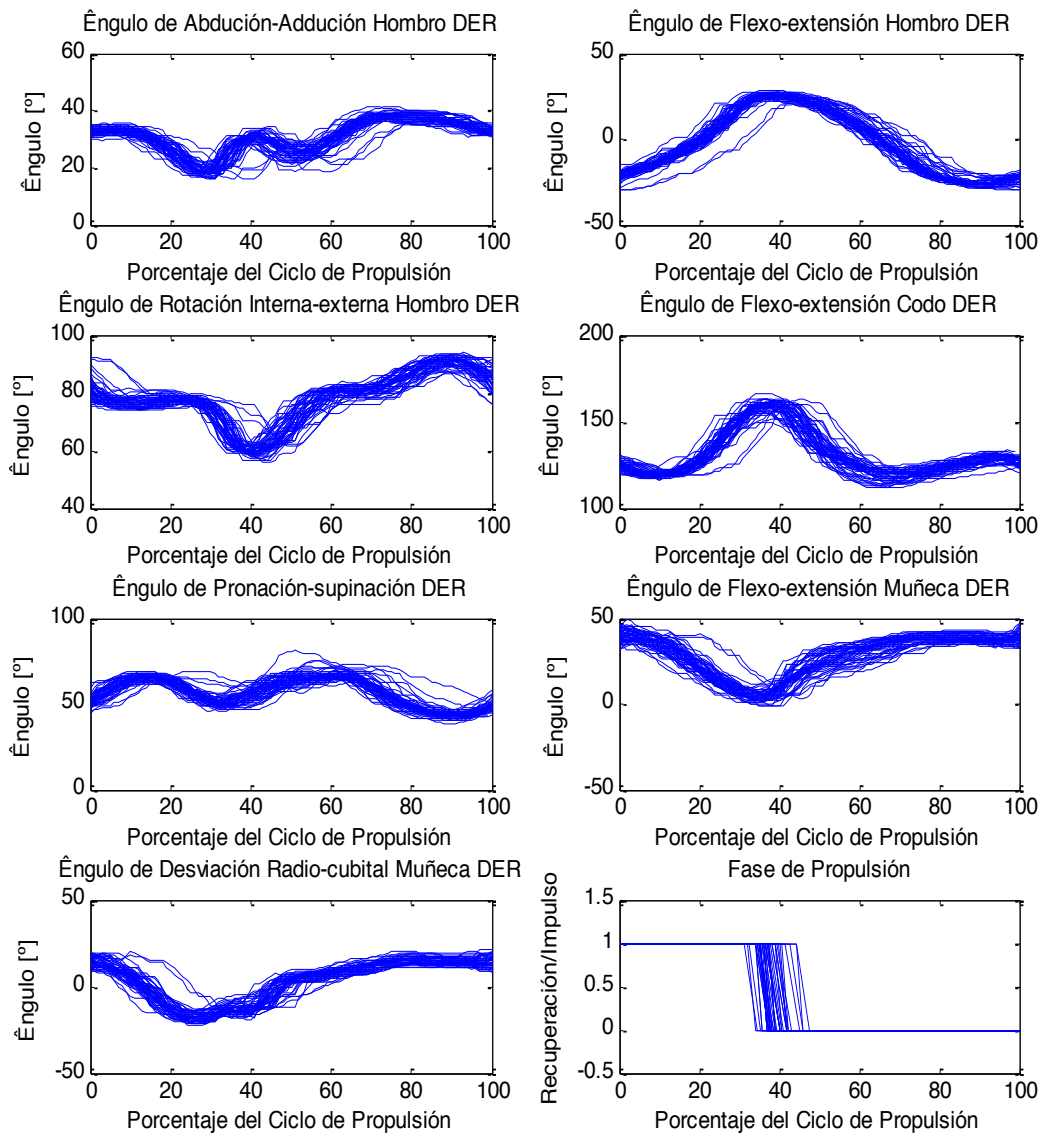 Êngulo de Abdución-Addución Hombro DER
60
40
20
0
Êngulo [º]
0 20 40 60 80 100
Porcentaje del Ciclo de Propulsión
Êngulo de Flexo-extensión Hombro DER
50
0
-50
Êngulo [º]
0 20 40 60 80 100
Porcentaje del Ciclo de Propulsión
Êngulo de Rotación Interna-externa Hombro DER
100
80
60
40
Êngulo [º]
0 20 40 60 80 100
Porcentaje del Ciclo de Propulsión
Êngulo de Flexo-extensión Codo DER
200
150
100
Êngulo [º]
0 20 40 60 80 100
Porcentaje del Ciclo de Propulsión
Êngulo de Pronación-supinación DER
100
50
0
Êngulo [º]
0 20 40 60 80 100
Porcentaje del Ciclo de Propulsión
Êngulo de Flexo-extensión Muñeca DER
50
0
-50
Êngulo [º]
0 20 40 60 80 100
Porcentaje del Ciclo de Propulsión
Êngulo de Desviación Radio-cubital Muñeca DER
50
0
-50
Êngulo [º]
0 20 40 60 80 100
Porcentaje del Ciclo de Propulsión
Fase de Propulsión
1.5
1
0.5
0
-0.5
Recuperación/Impulso
0 20 40 60 80 100
Porcentaje del Ciclo de Propulsión